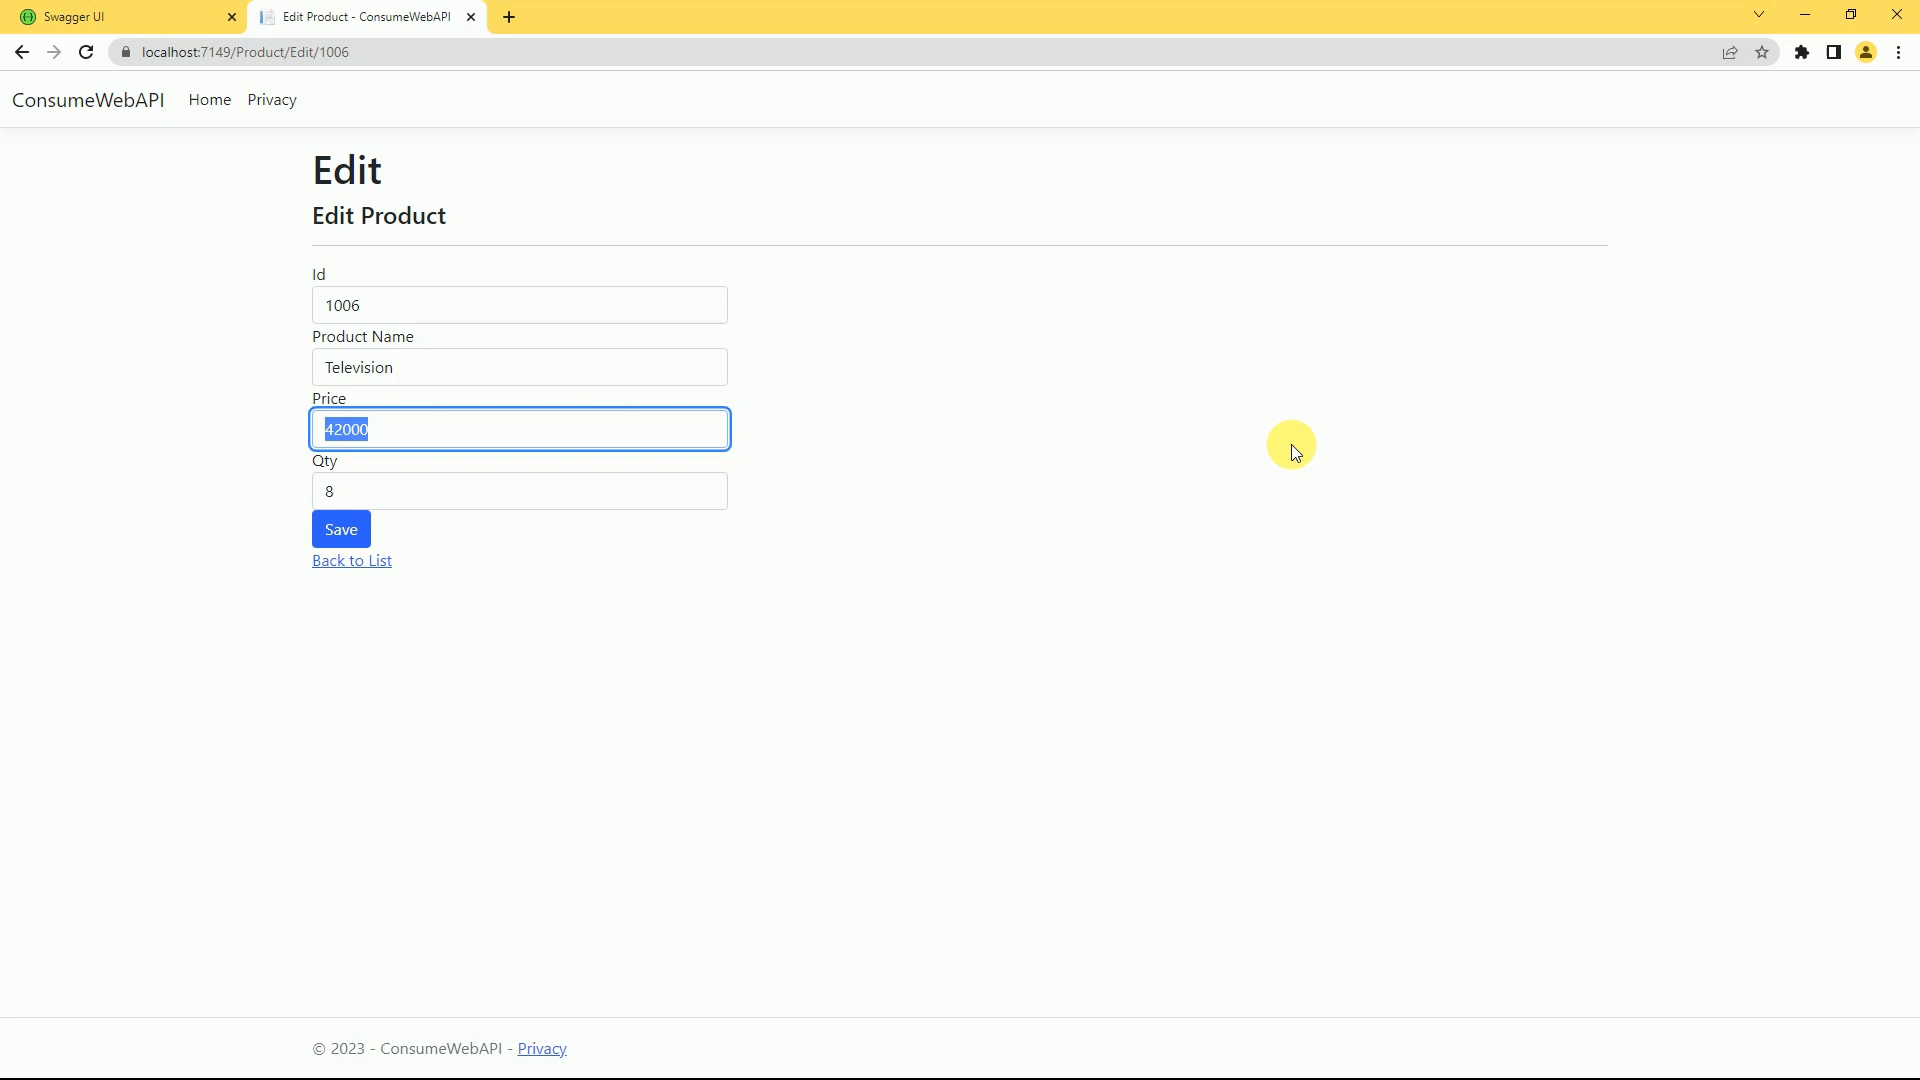 Swagger UI
Edit Product - ConsumeWebAPI
localhost:7149/Product/Edit/1006
ConsumeWebAPI Home Privacy
Edit
Edit Product
Id
1006
Product Name
Television
Price
42000
Qty
8
Save
Back to List
© 2023 - ConsumeWebAPI - Privacy